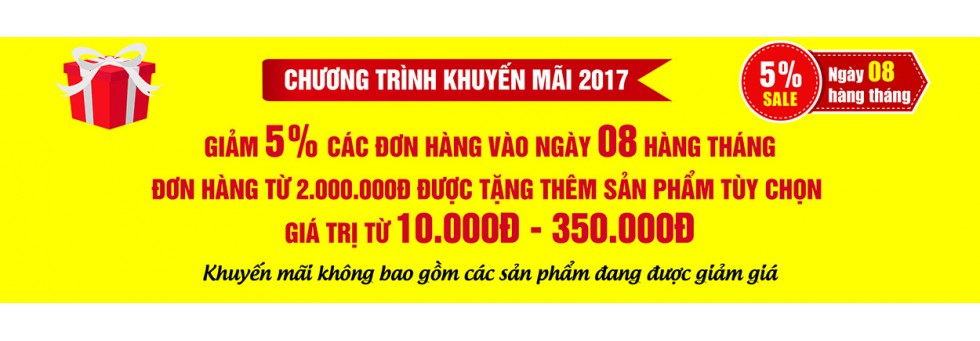 CHƯƠNG TRÌNH KHUYẾN MÃI 2017
5%
SALE
Ngày 08
hàng tháng
GIẢM 5% CÁC ĐƠN HÀNG VÀO NGÀY 08 HÀNG THÁNG
ĐƠN HÀNG TỪ 2.000.000Đ ĐƯỢC TẶNG THÊM SẢN PHẨM TÙY CHỌN
GIÁ TRỊ TỪ 10.000Đ - 350.000Đ
Khuyến mãi không bao gồm các sản phẩm đang được giảm giá